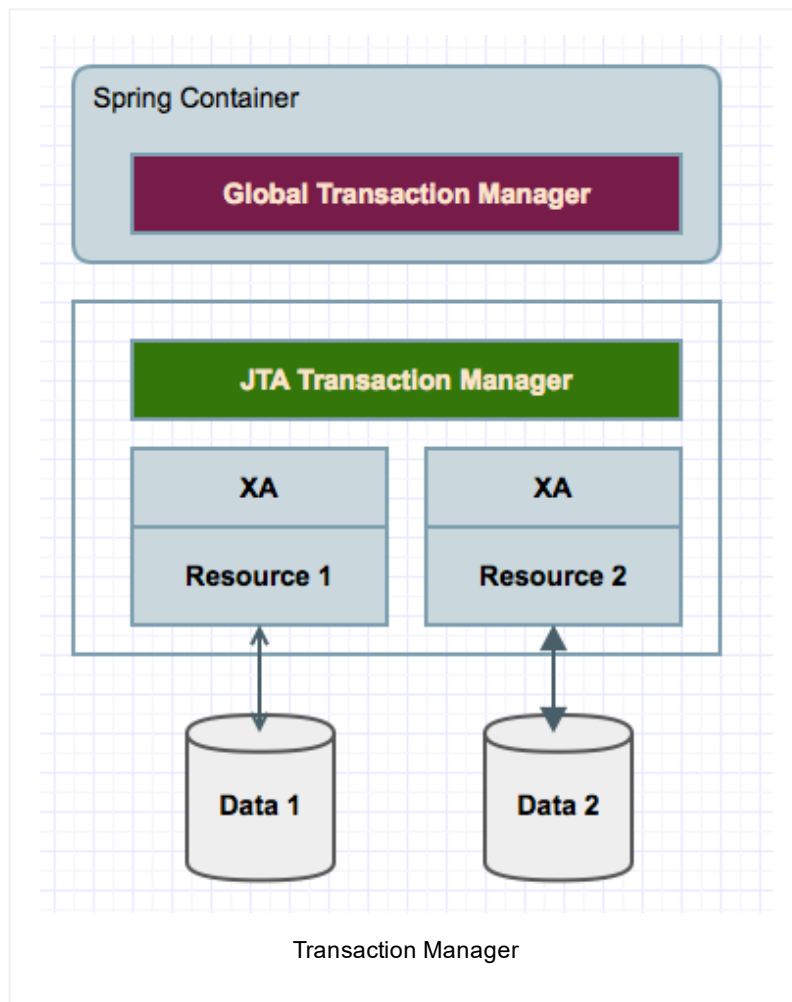 Spring Container
Global Transaction Manager
JTA Transaction Manager
XA
XA
Resource 1
Resource 2
Data 1
Data 2
Transaction Manager